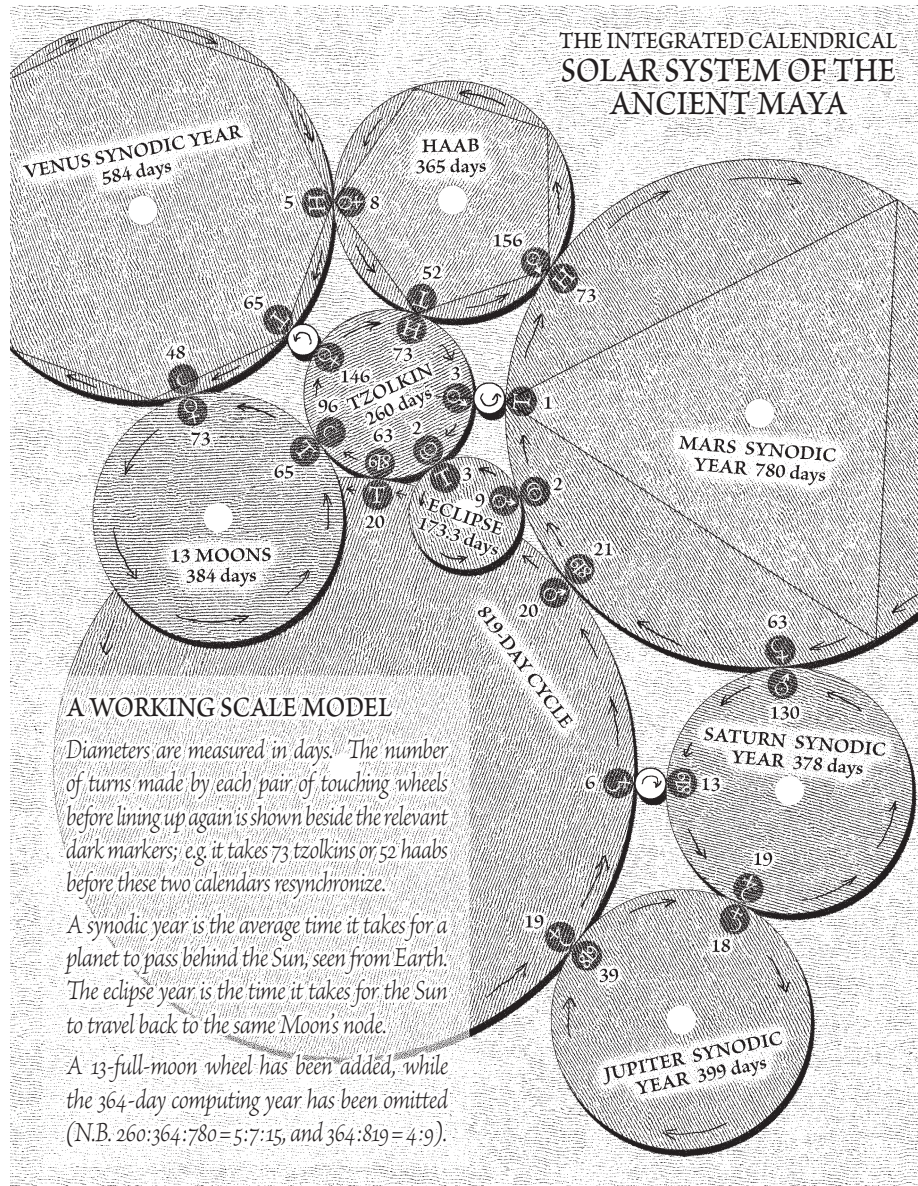 THE INTEGRATED CALENDRICAL
SOLAR SYSTEM OF THE
ANCIENT MAYA
VENUS SYNODIC YEAR
584 days
HAAB
365 days
5
8
156
73
52
65
73
48
146
TZOLKIN
260 days
3
1
96
73
65
63
2
3
20
9
2
MARS SYNODIC
YEAR 780 days
ECLIPSE
173.3 days
13 MOONS
384 days
21
20
819-DAY CYCLE
63
130
SATURN SYNODIC
YEAR 378 days
6
13
19
18
19
39
JUPITER SYNODIC
YEAR 399 days
A WORKING SCALE MODEL
Diameters are measured in days. The number
of turns made by each pair of touching wheels
before lining up again is shown beside the relevant
dark markers; e.g. it takes 73 tzolkins or 52 haabs
before these two calendars resynchronize.
A synodic year is the average time it takes for a
planet to pass behind the Sun, seen from Earth.
The eclipse year is the time it takes for the Sun
to travel back to the same Moon's node.
A 13-full-moon wheel has been added, while
the 364-day computing year has been omitted
(N.B. 260:364:780=5:7:15, and 364:819=4:9).